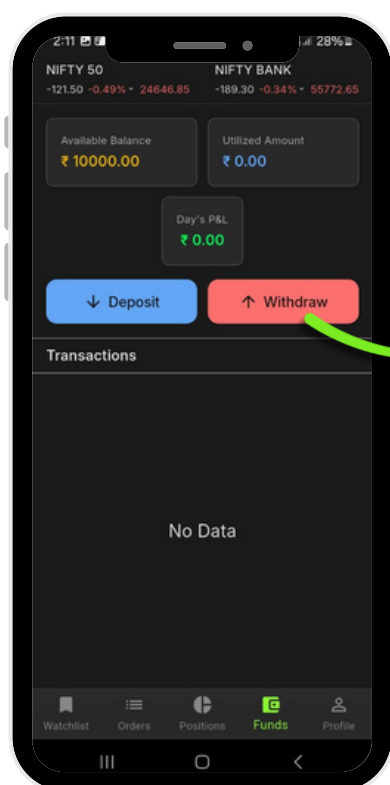 2:11 28%
NIFTY 50 NIFTY BANK
-121.50 -0.49% 24646.85 -189.30 -0.34% 55772.65
Available Balance Utilized Amount
₹ 10000.00 ₹ 0.00
Day's P&L
₹ 0.00
↓ Deposit ↑ Withdraw
Transactions
No Data
Watchlist Orders Positions Funds Profile